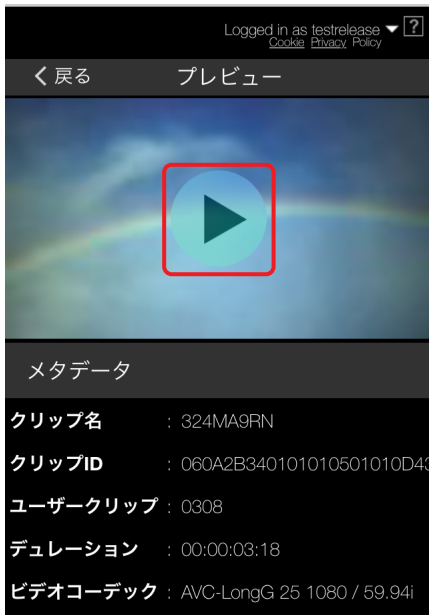 Logged in as testrelease ▼ ?
Cookie Privacy Policy
戻る プレビュー
メタデータ
クリップ名 : 324MA9RN
クリップID : 060A2B340101010501010D43
ユーザークリップ : 0308
デュレーション : 00:00:03:18
ビデオコーデック : AVC-LongG 25 1080 / 59.94i